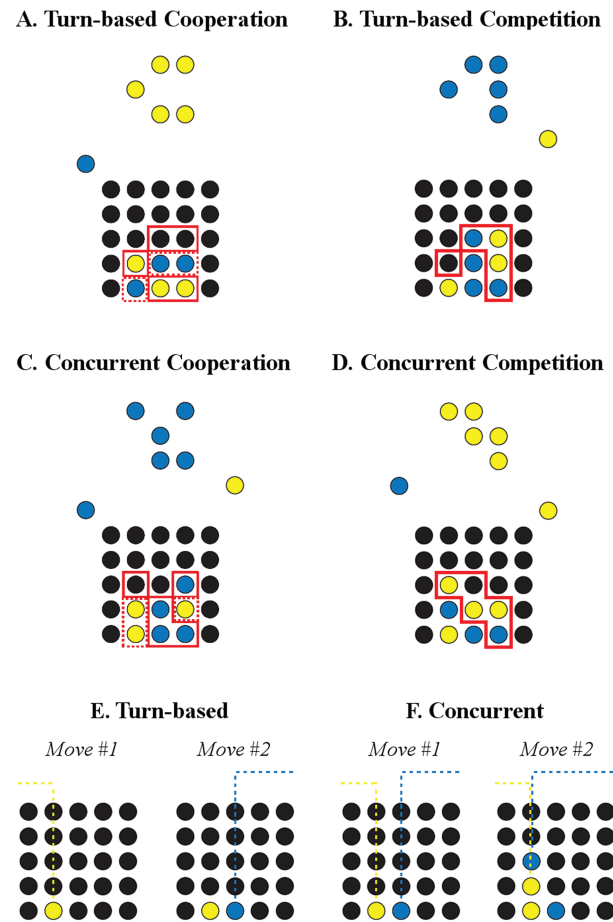 A. Turn-based Cooperation
B. Turn-based Competition
C. Concurrent Cooperation
D. Concurrent Competition
E. Turn-based
F. Concurrent
Move #1
Move #2
Move #1
Move #2